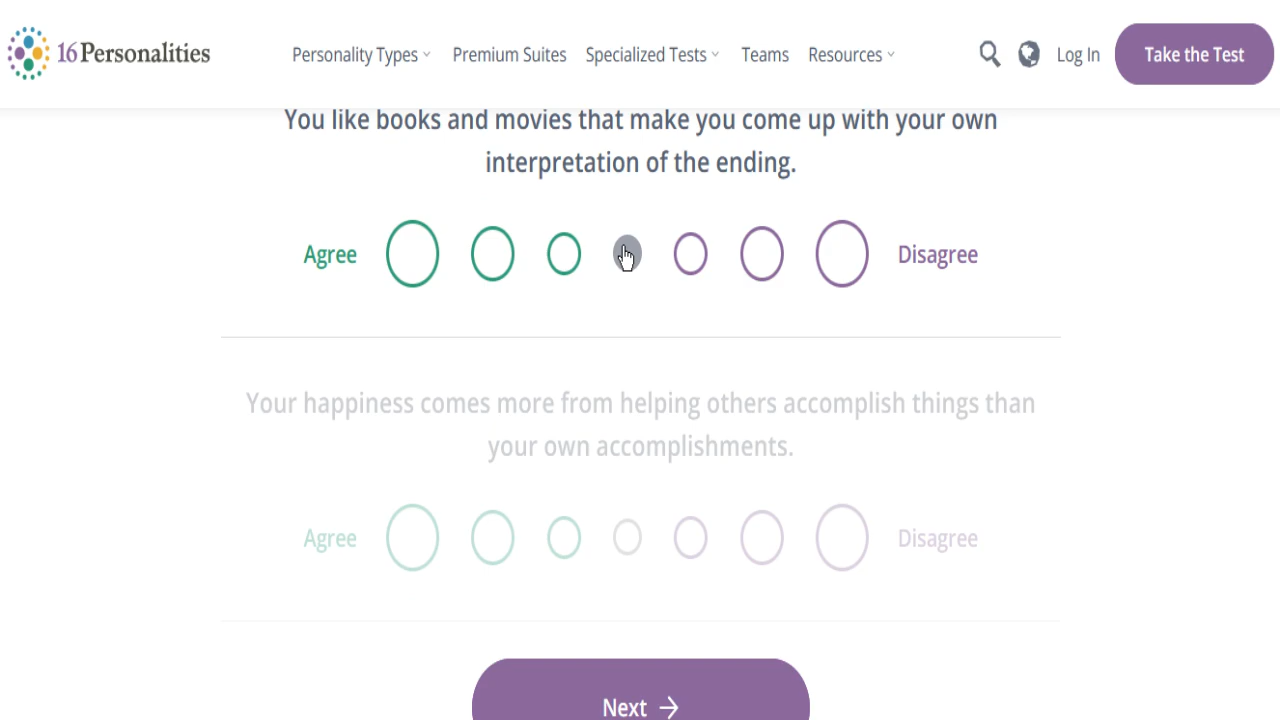 16Personalities Personality Types Premium Suites Specialized Tests Teams Resources Log In Take the Test
You like books and movies that make you come up with your own
interpretation of the ending.
Agree Disagree
Your happiness comes more from helping others accomplish things than
your own accomplishments.
Agree Disagree
Next →